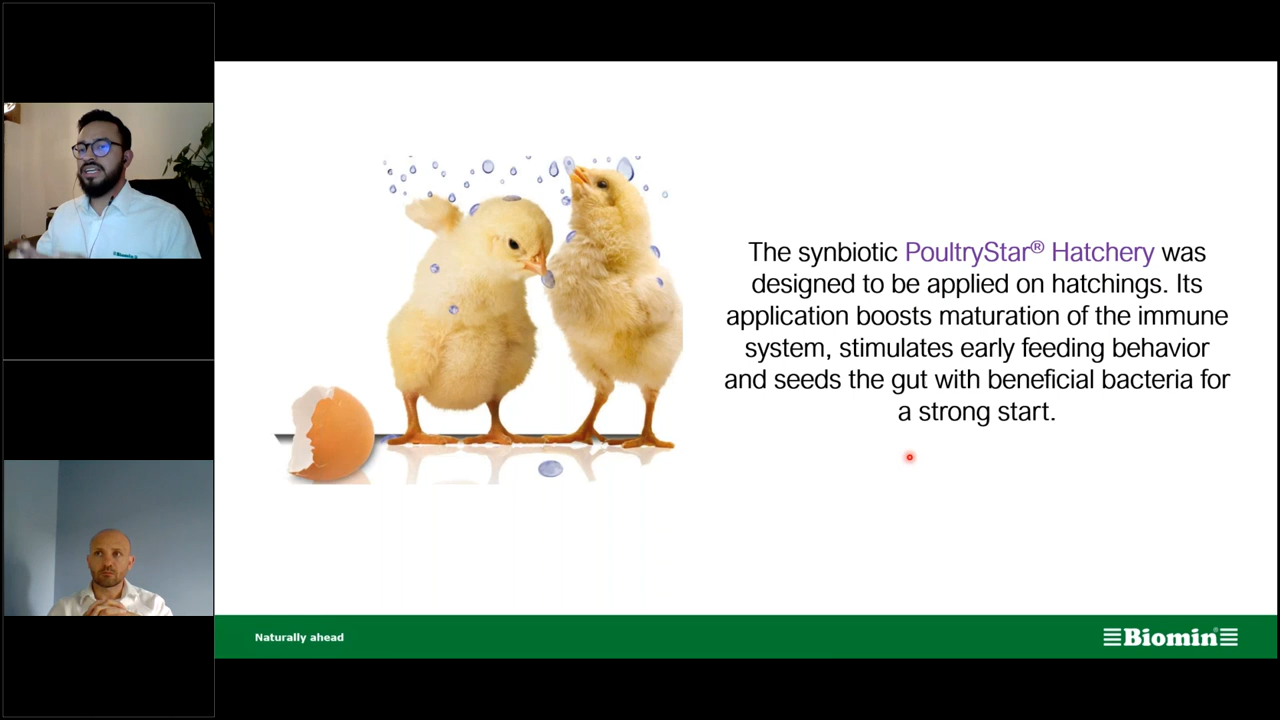 The synbiotic PoultryStar® Hatchery was
designed to be applied on hatchings. Its
application boosts maturation of the immune
system, stimulates early feeding behavior
and seeds the gut with beneficial bacteria for
a strong start.
Naturally ahead
Biomin®
Biomin